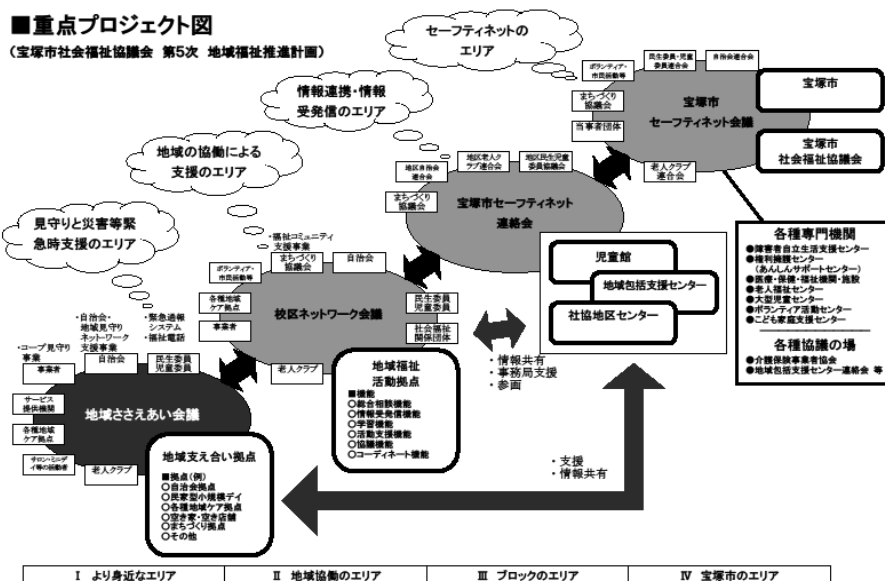 ■重点プロジェクト図
（宝塚市社会福祉協議会 第5次 地域福祉推進計画）
セーフティネットの
エリア
情報連携・情報
受発信のエリア
地域の協働による
支援のエリア
見守りと災害等緊
急時支援のエリア
ボランティア・
市民活動等
民生委員・児童
委員連合会
自治会連合会
まちづくり
協議会
当事者団体
老人クラブ
連合会
宝塚市
セーフティネット会議
宝塚市
宝塚市
社会福祉協議会
地区自治会
連合会
地区老人ク
ラブ連合会
地区民生児童
委員協議会
まちづくり
協議会
宝塚市セーフティネット
連絡会
各種専門機関
●障害者自立生活支援センター
●権利擁護センター
（あんしんサポートセンター）
●医療・保健・福祉機関・施設
●老人福祉センター
●大型児童センター
●ボランティア活動センター
●こども家庭支援センター
各種協議の場
●介護保険事業者協会
●地域包括支援センター連絡会 等
児童館
地域包括支援センター
社協地区センター
・福祉コミュニティ
支援事業
ボランティア・
市民活動等
まちづくり
協議会
自治会
各種地域
ケア拠点
事業者
老人クラブ
民生委員
児童委員
社会福祉
関係団体
校区ネットワーク会議
・情報共有
・事務局支援
・参画
地域福祉
活動拠点
■機能
○総合相談機能
○情報受発信機能
○学習機能
○活動支援機能
○協議機能
○コーディネート機能
・自治会・
地域見守り
ネットワーク
支援事業
・緊急通報
システム
・福祉電話
・コープ見守り
事業
事業者
自治会
民生委員
児童委員
サービス
提供機関
各種地域
ケア拠点
サロン・ミニデ
イ等の活動者
老人クラブ
地域ささえあい会議
地域支え合い拠点
■拠点（例）
○自治会拠点
○民家型小規模デイ
○各種地域ケア拠点
○空き家・空き店舗
○まちづくり拠点
○その他
・支援
・情報共有
Ⅰ より身近なエリア
Ⅱ 地域協働のエリア
Ⅲ ブロックのエリア
Ⅳ 宝塚市のエリア